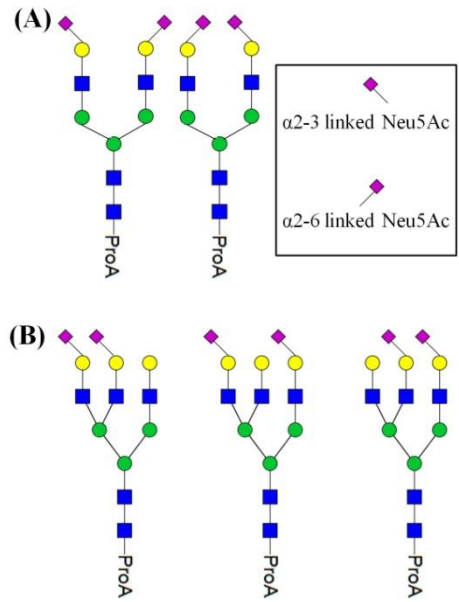 (A)
α2-3 linked Neu5Ac
α2-6 linked Neu5Ac
ProA
ProA
(B)
ProA
ProA
ProA